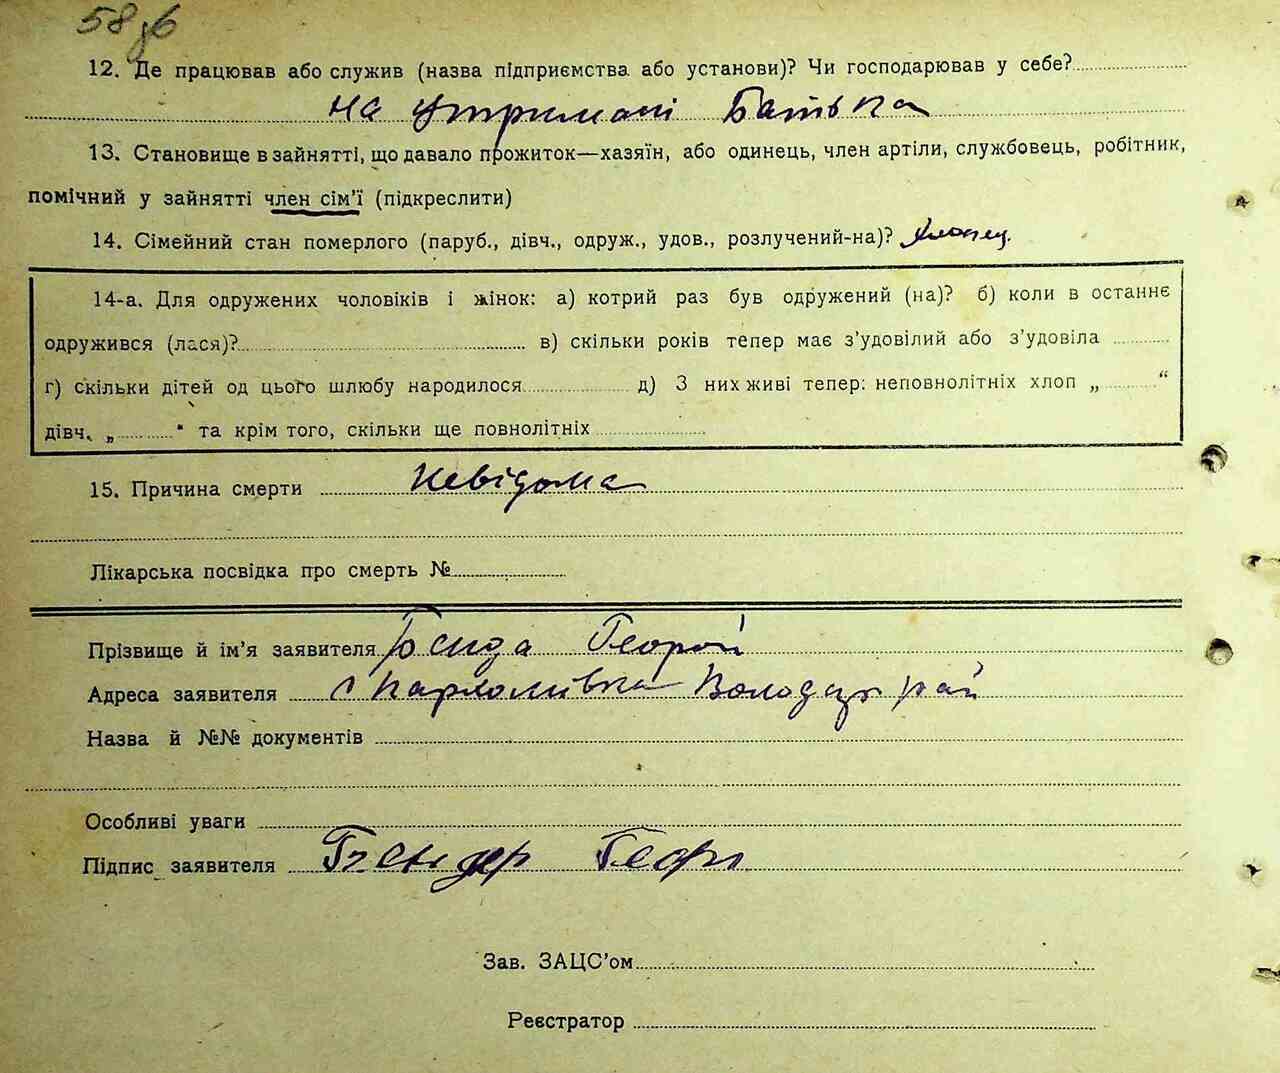 58 зб
12. Де працював або служив (назва підприємства або установи)? Чи господарював у себе?
на утримані Батька
13. Становище в зайнятті, що давало прожиток—хазяїн, або одинець, член артіли, службовець, робітник,
помічний у зайнятті член сім'ї (підкреслити)
14. Сімейний стан померлого (паруб., дівч., одруж., удов., розлучений-на)? хлопец.
14-а. Для одружених чоловіків і жінок: а) котрий раз був одружений (на)? б) коли в останнє
одружився (лася)? в) скільки років тепер має з'удовілий або з'удовіла
г) скільки дітей од цього шлюбу народилося д) З них живі тепер: неповнолітніх хлоп „ “
дівч. „ “ та крім того, скільки ще повнолітніх
15. Причина смерти Невідома
Лікарська посвідка про смерть №
Прізвище й ім'я заявителя
Адреса заявителя с рай
Назва й №№ документів
Особливі уваги
Підпис заявителя
Зав. ЗАЦС'ом
Реєстратор